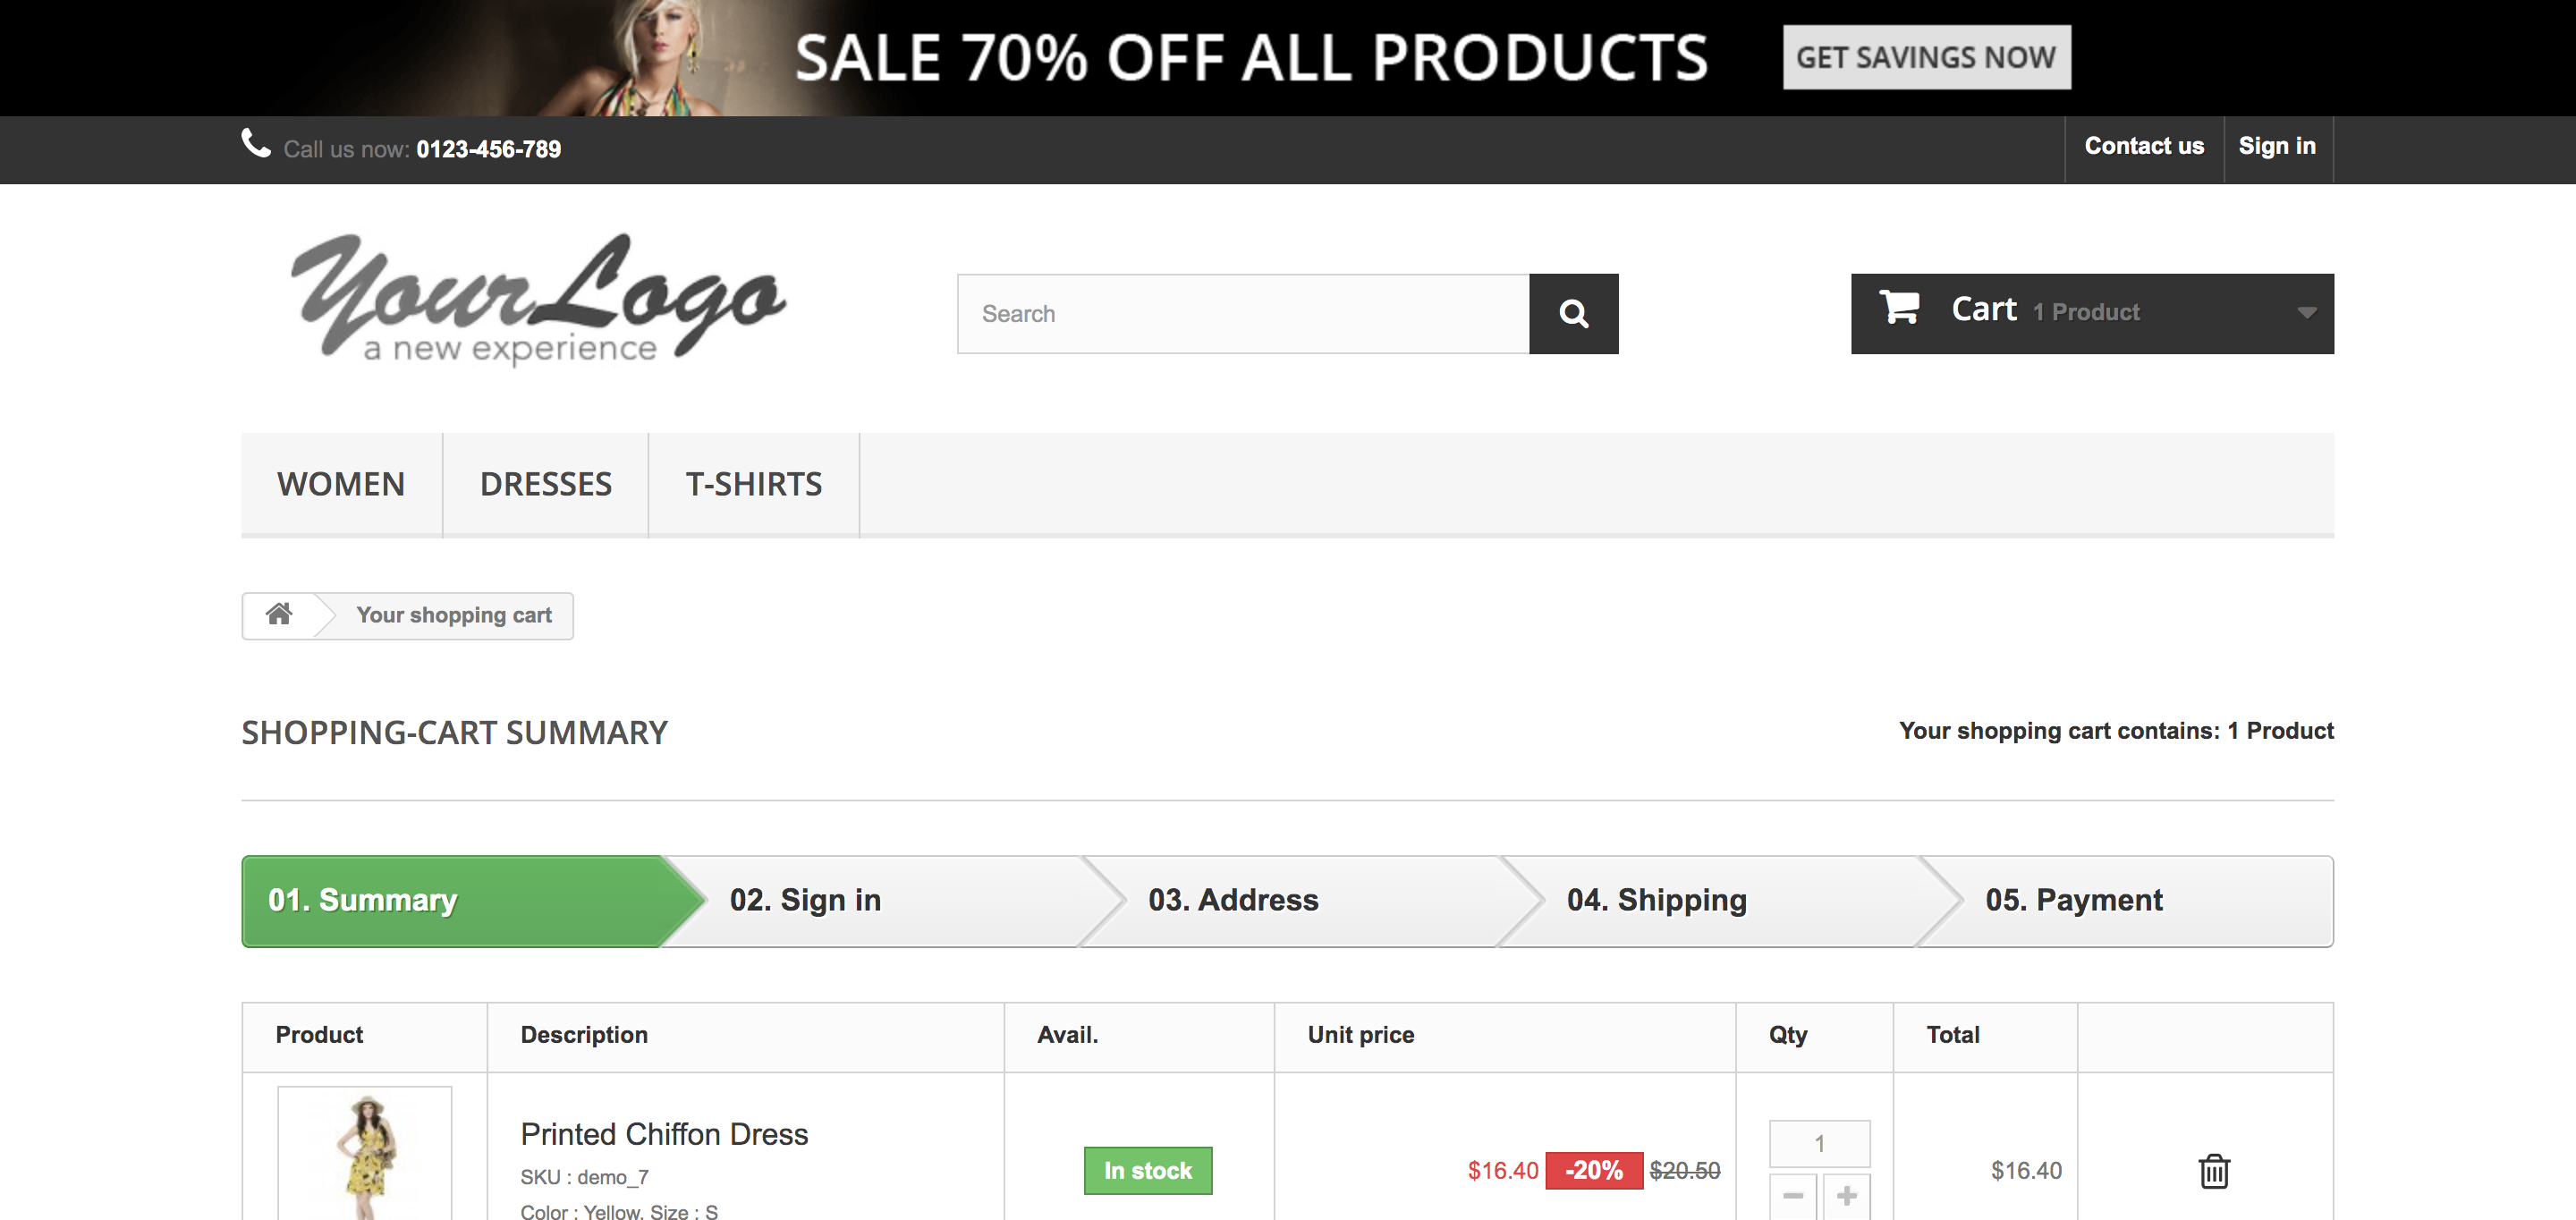 SALE 70% OFF ALL PRODUCTS
GET SAVINGS NOW
Call us now: 0123-456-789
Contact us
Sign in
Your Logo
a new experience
Search
Cart 1 Product
WOMEN
DRESSES
T-SHIRTS
Your shopping cart
SHOPPING-CART SUMMARY
Your shopping cart contains: 1 Product
01. Summary
02. Sign in
03. Address
04. Shipping
05. Payment
Product
Description
Avail.
Unit price
Qty
Total
Printed Chiffon Dress
SKU : demo_7
Color : Yellow, Size : S
In stock
$16.40 -20% $20.50
1
$16.40